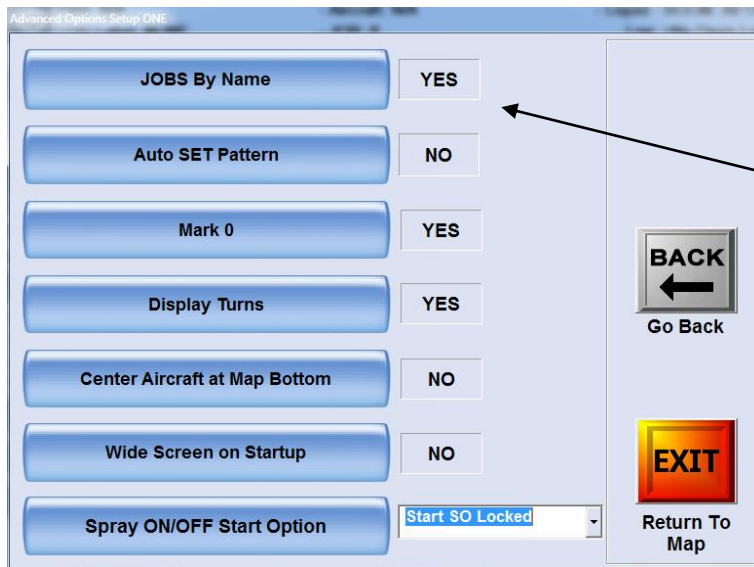 Advanced Options Setup ONE
JOBS By Name YES
Auto SET Pattern NO
Mark 0 YES
Display Turns YES
Center Aircraft at Map Bottom NO
Wide Screen on Startup NO
Spray ON/OFF Start Option Start SO Locked
BACK
Go Back
EXIT
Return To
Map